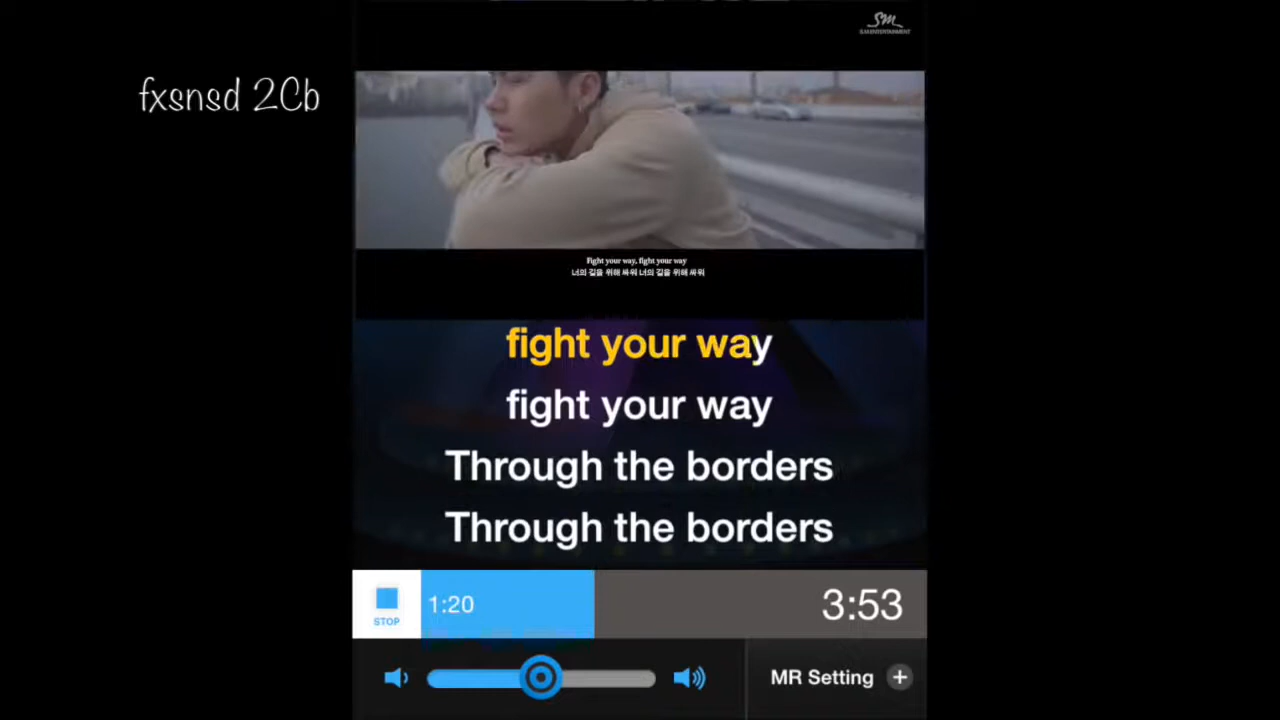 SM
S.M.ENTERTAINMENT
fxsnsd 2Cb
Fight your way, fight your way
너의 길을 위해 싸워 너의 길을 위해 싸워
fight your way
fight your way
Through the borders
Through the borders
1:20
3:53
STOP
MR Setting +